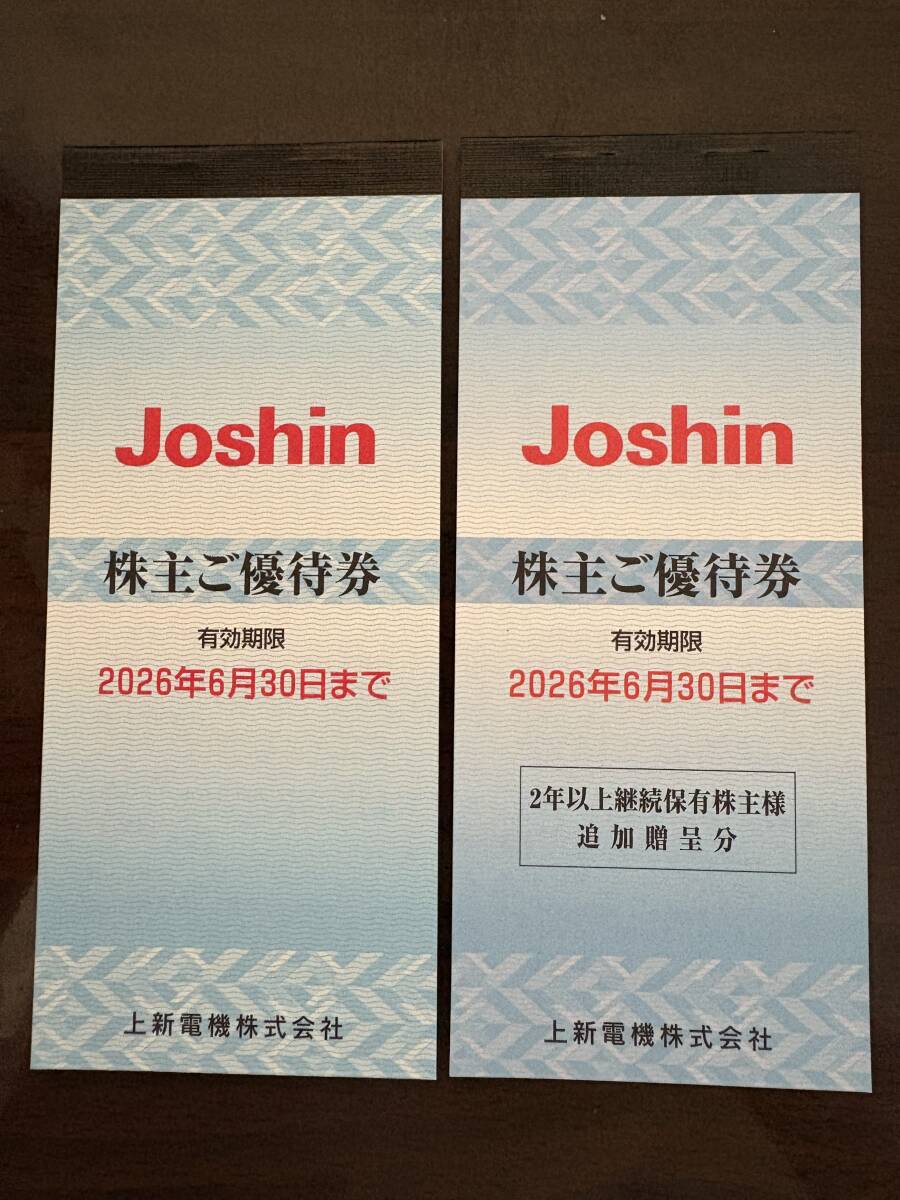 Joshin
株主ご優待券
有効期限
2026年6月30日まで
上新電機株式会社
Joshin
株主ご優待券
有効期限
2026年6月30日まで
2年以上継続保有株主様
追加贈呈分
上新電機株式会社